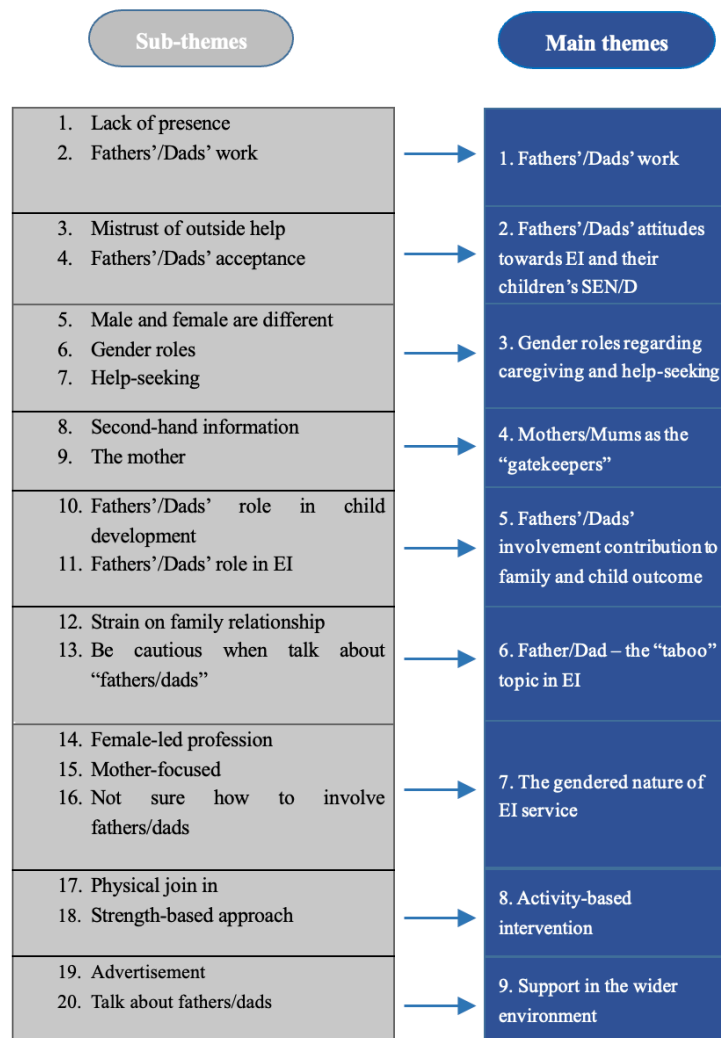 Sub-themes
Main themes
1. Lack of presence
2. Fathers’/Dads’ work
1. Fathers’/Dads’ work
3. Mistrust of outside help
4. Fathers’/Dads’ acceptance
2. Fathers’/Dads’ attitudes
towards EI and their
children’s SEN/D
5. Male and female are different
6. Gender roles
7. Help-seeking
3. Gender roles regarding
caregiving and help-seeking
8. Second-hand information
9. The mother
4. Mothers/Mums as the
“gatekeepers”
10. Fathers’/Dads’ role in child
development
11. Fathers’/Dads’ role in EI
5. Fathers’/Dads’
involvement contribution to
family and child outcome
12. Strain on family relationship
13. Be cautious when talk about
“fathers/dads”
6. Father/Dad – the “taboo”
topic in EI
14. Female-led profession
15. Mother-focused
16. Not sure how to involve
fathers/dads
7. The gendered nature of
EI service
17. Physical join in
18. Strength-based approach
8. Activity-based
intervention
19. Advertisement
20. Talk about fathers/dads
9. Support in the wider
environment